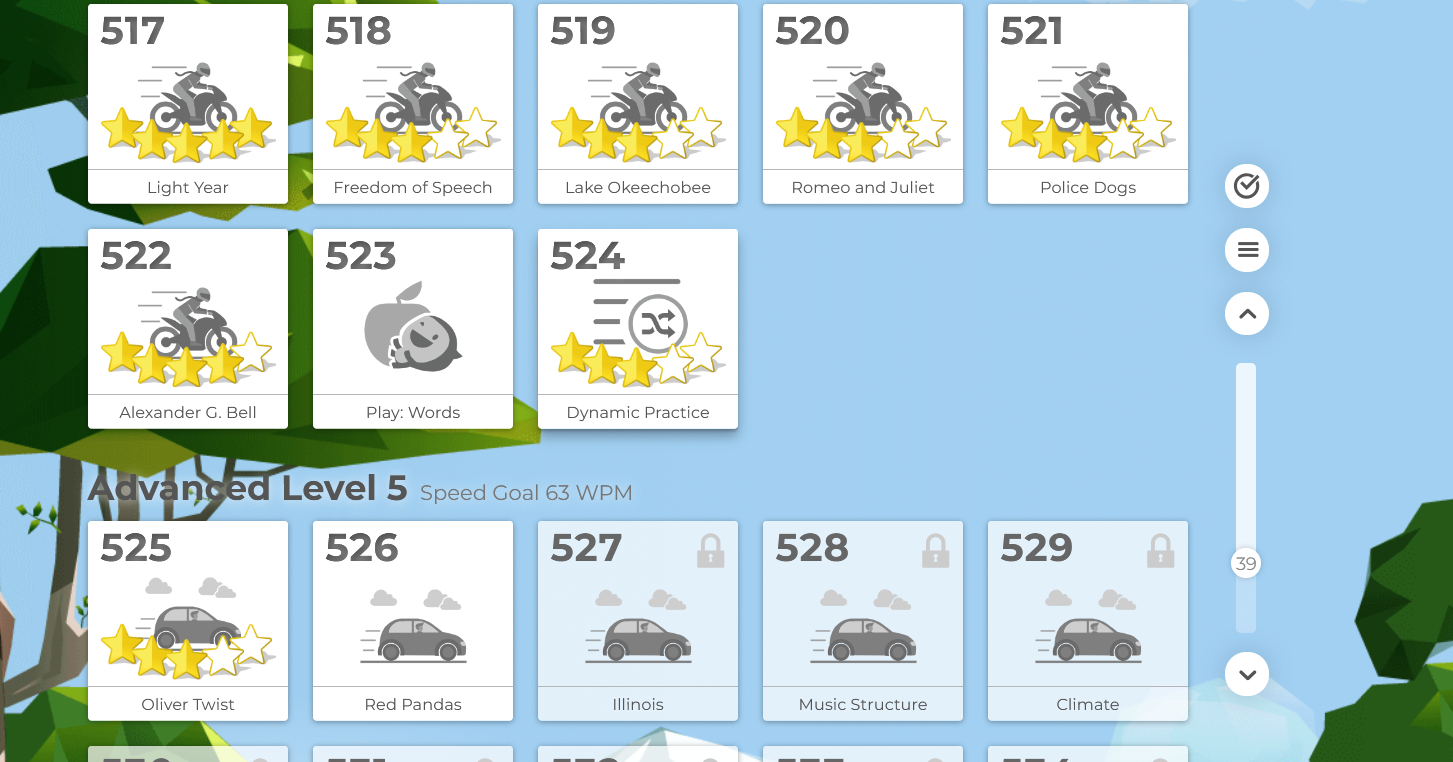 517
518
519
520
521
Light Year
Freedom of Speech
Lake Okeechobee
Romeo and Juliet
Police Dogs
522
523
524
Alexander G. Bell
Play: Words
Dynamic Practice
Advanced Level 5 Speed Goal 63 WPM
525
526
527
528
529
39
Oliver Twist
Red Pandas
Illinois
Music Structure
Climate